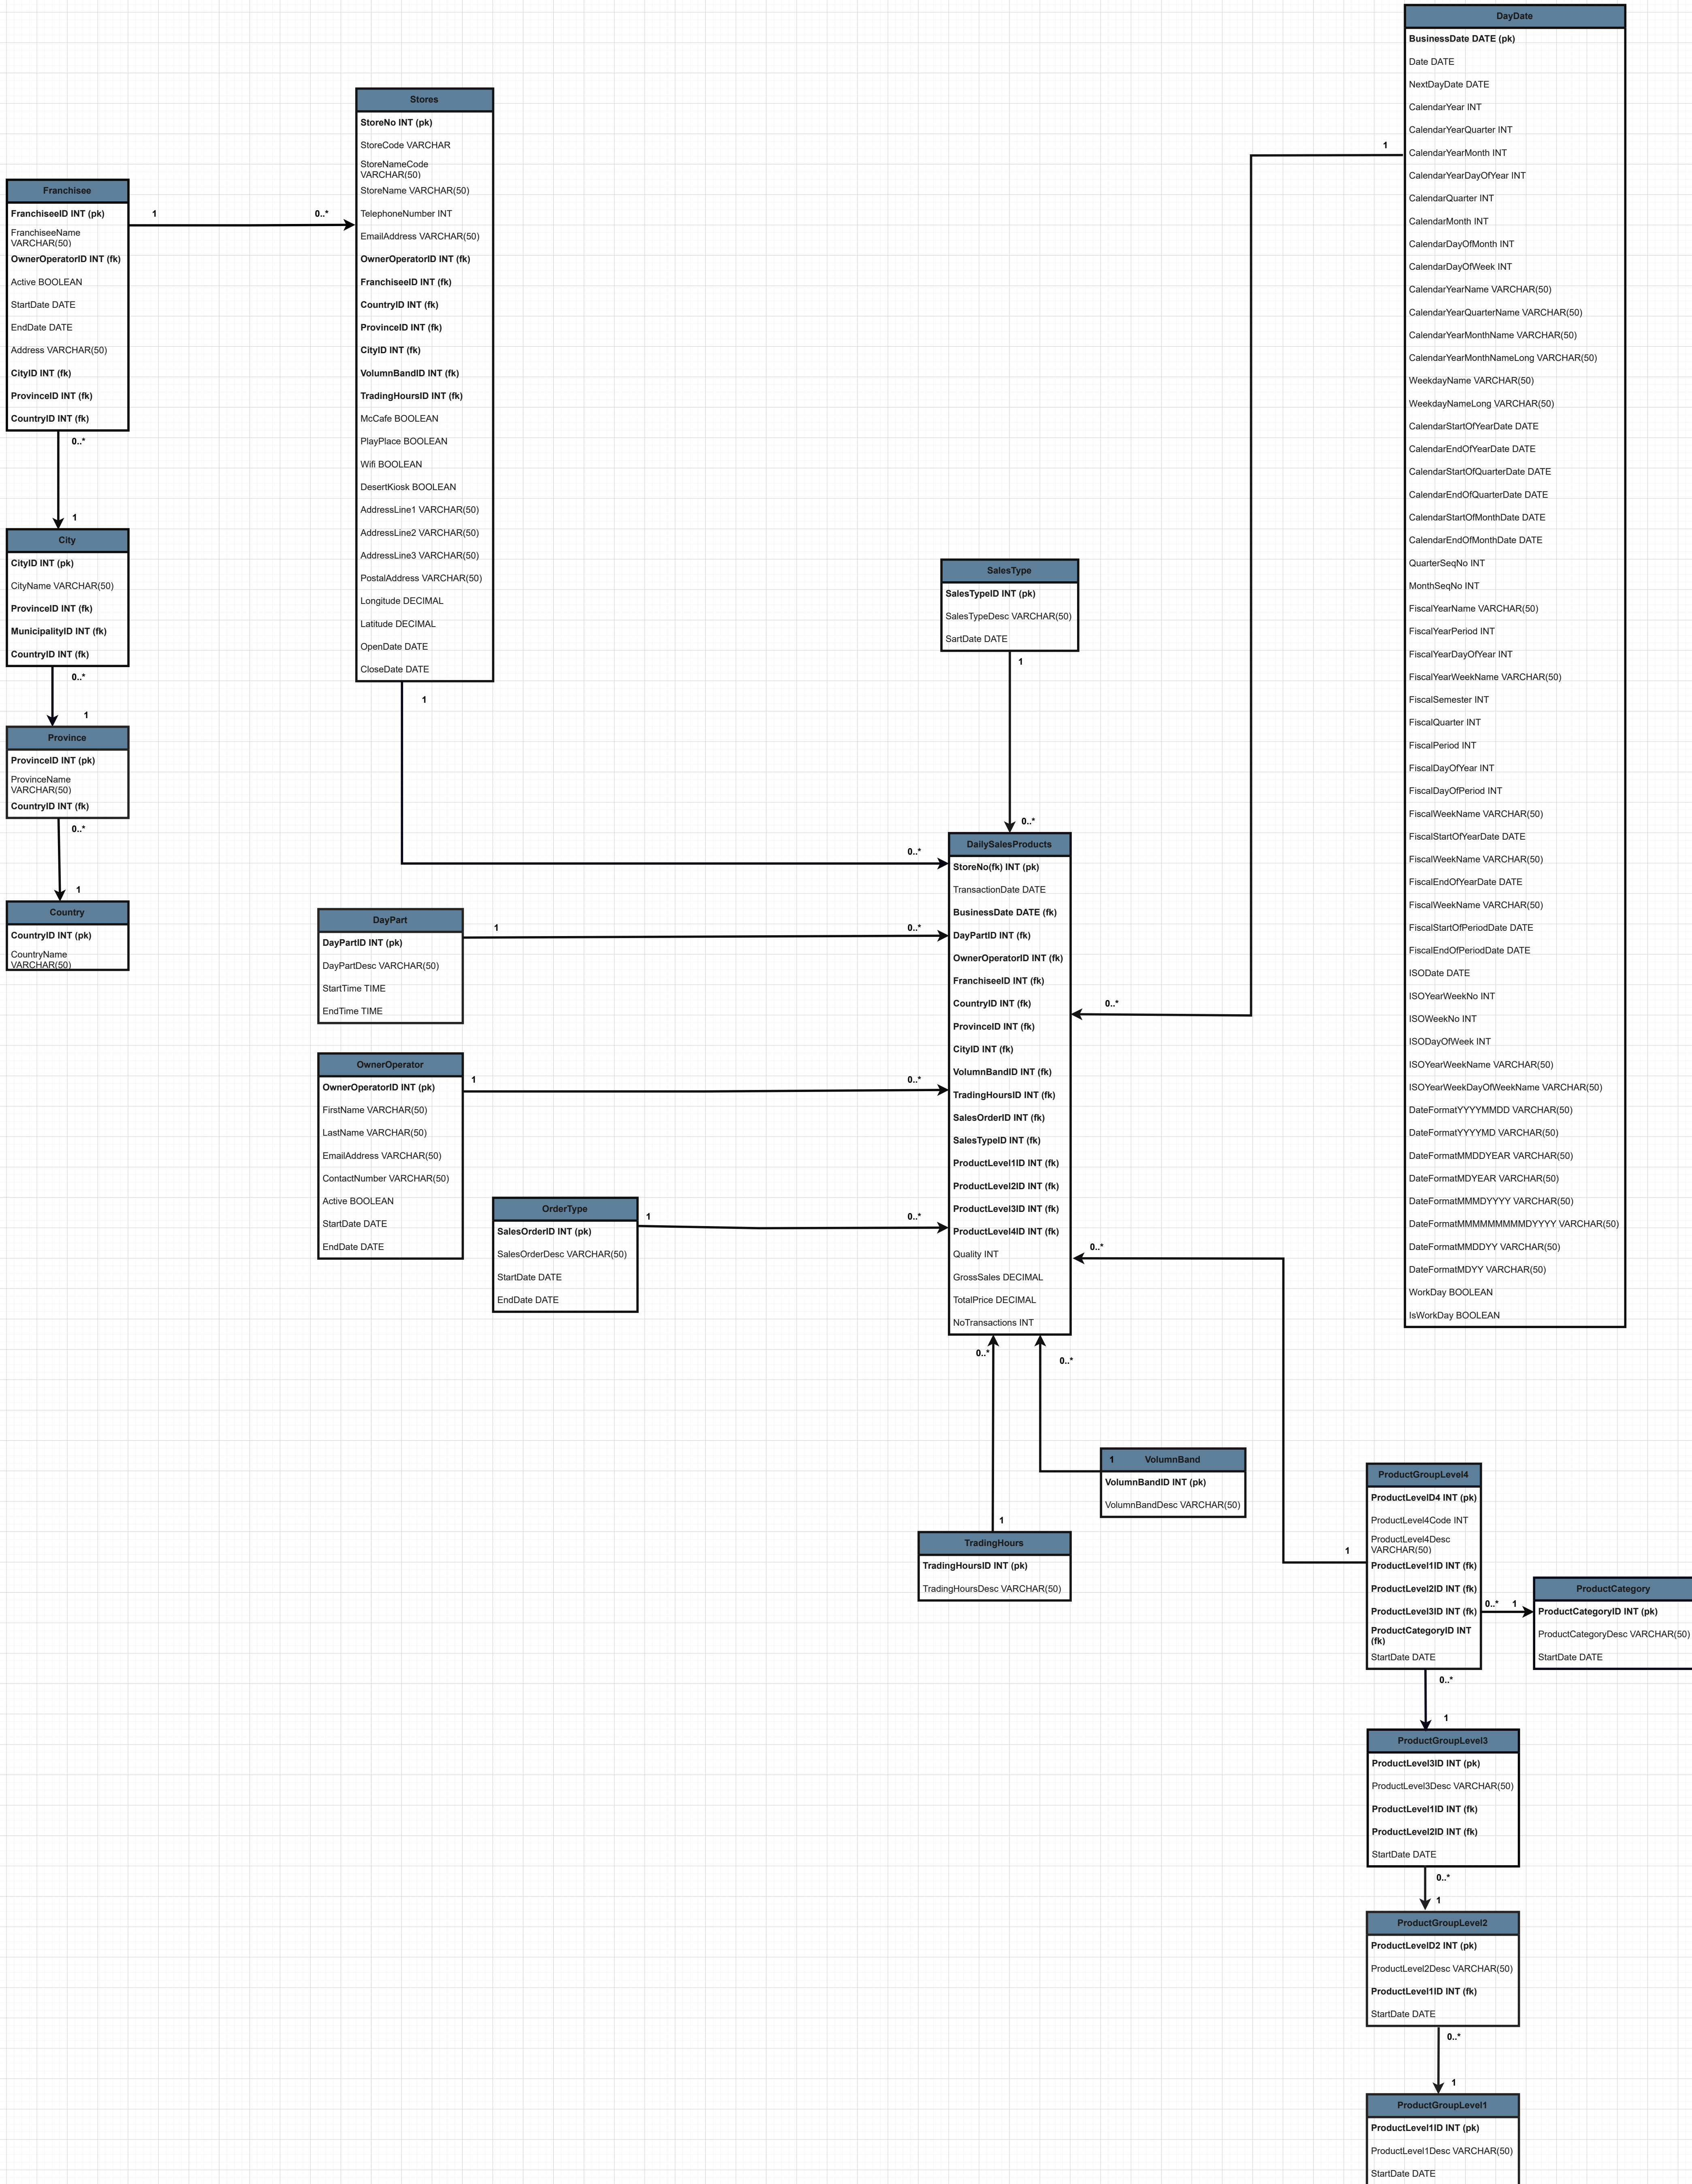 DayDate
BusinessDate DATE (pk)
Date DATE
NextDayDate DATE
CalendarYear INT
CalendarYearQuarter INT
CalendarYearMonth INT
CalendarYearDayOfYear INT
CalendarQuarter INT
CalendarMonth INT
CalendarDayOfMonth INT
CalendarDayOfWeek INT
CalendarYearName VARCHAR(50)
CalendarYearQuarterName VARCHAR(50)
CalendarYearMonthName VARCHAR(50)
CalendarYearMonthNameLong VARCHAR(50)
WeekdayName VARCHAR(50)
WeekdayNameLong VARCHAR(50)
CalendarStartOfYearDate DATE
CalendarEndOfYearDate DATE
CalendarStartOfQuarterDate DATE
CalendarEndOfQuarterDate DATE
CalendarStartOfMonthDate DATE
CalendarEndOfMonthDate DATE
QuarterSeqNo INT
MonthSeqNo INT
FiscalYearName VARCHAR(50)
FiscalYearPeriod INT
FiscalYearDayOfYear INT
FiscalYearWeekName VARCHAR(50)
FiscalSemester INT
FiscalQuarter INT
FiscalPeriod INT
FiscalDayOfYear INT
FiscalDayOfPeriod INT
FiscalWeekName VARCHAR(50)
FiscalStartOfYearDate DATE
FiscalWeekName VARCHAR(50)
FiscalEndOfYearDate DATE
FiscalWeekName VARCHAR(50)
FiscalStartOfPeriodDate DATE
FiscalEndOfPeriodDate DATE
ISODate DATE
ISOYearWeekNo INT
ISOWeekNo INT
ISODayOfWeek INT
ISOYearWeekName VARCHAR(50)
ISOYearWeekDayOfWeekName VARCHAR(50)
DateFormatYYYYMMDD VARCHAR(50)
DateFormatYYYYMD VARCHAR(50)
DateFormatMMDDYEAR VARCHAR(50)
DateFormatMDYEAR VARCHAR(50)
DateFormatMMMDYYYY VARCHAR(50)
DateFormatMMMMMMMMMDYYYY VARCHAR(50)
DateFormatMMDDYY VARCHAR(50)
DateFormatMDYY VARCHAR(50)
WorkDay BOOLEAN
IsWorkDay BOOLEAN
1
0..*
Stores
StoreNo INT (pk)
StoreCode VARCHAR
StoreNameCode
VARCHAR(50)
StoreName VARCHAR(50)
TelephoneNumber INT
EmailAddress VARCHAR(50)
OwnerOperatorID INT (fk)
FranchiseeID INT (fk)
CountryID INT (fk)
ProvinceID INT (fk)
CityID INT (fk)
VolumnBandID INT (fk)
TradingHoursID INT (fk)
McCafe BOOLEAN
PlayPlace BOOLEAN
Wifi BOOLEAN
DesertKiosk BOOLEAN
AddressLine1 VARCHAR(50)
AddressLine2 VARCHAR(50)
AddressLine3 VARCHAR(50)
PostalAddress VARCHAR(50)
Longitude DECIMAL
Latitude DECIMAL
OpenDate DATE
CloseDate DATE
1
0..*
Franchisee
FranchiseeID INT (pk)
FranchiseeName
VARCHAR(50)
OwnerOperatorID INT (fk)
Active BOOLEAN
StartDate DATE
EndDate DATE
Address VARCHAR(50)
CityID INT (fk)
ProvinceID INT (fk)
CountryID INT (fk)
1
0..*
0..*
1
City
CityID INT (pk)
CityName VARCHAR(50)
ProvinceID INT (fk)
MunicipalityID INT (fk)
CountryID INT (fk)
0..*
1
Province
ProvinceID INT (pk)
ProvinceName
VARCHAR(50)
CountryID INT (fk)
0..*
1
Country
CountryID INT (pk)
CountryName
VARCHAR(50)
SalesType
SalesTypeID INT (pk)
SalesTypeDesc VARCHAR(50)
SartDate DATE
1
0..*
DailySalesProducts
StoreNo(fk) INT (pk)
TransactionDate DATE
BusinessDate DATE (fk)
DayPartID INT (fk)
OwnerOperatorID INT (fk)
FranchiseeID INT (fk)
CountryID INT (fk)
ProvinceID INT (fk)
CityID INT (fk)
VolumnBandID INT (fk)
TradingHoursID INT (fk)
SalesOrderID INT (fk)
SalesTypeID INT (fk)
ProductLevel1ID INT (fk)
ProductLevel2ID INT (fk)
ProductLevel3ID INT (fk)
ProductLevel4ID INT (fk)
Quality INT
GrossSales DECIMAL
TotalPrice DECIMAL
NoTransactions INT
DayPart
DayPartID INT (pk)
DayPartDesc VARCHAR(50)
StartTime TIME
EndTime TIME
1
0..*
OwnerOperator
OwnerOperatorID INT (pk)
FirstName VARCHAR(50)
LastName VARCHAR(50)
EmailAddress VARCHAR(50)
ContactNumber VARCHAR(50)
Active BOOLEAN
StartDate DATE
EndDate DATE
1
0..*
OrderType
SalesOrderID INT (pk)
SalesOrderDesc VARCHAR(50)
StartDate DATE
EndDate DATE
1
0..*
0..*
0..*
1 VolumnBand
VolumnBandID INT (pk)
VolumnBandDesc VARCHAR(50)
1
TradingHours
TradingHoursID INT (pk)
TradingHoursDesc VARCHAR(50)
0..*
1
ProductGroupLevel4
ProductLevelD4 INT (pk)
ProductLevel4Code INT
ProductLevel4Desc
VARCHAR(50)
ProductLevel1ID INT (fk)
ProductLevel2ID INT (fk)
ProductLevel3ID INT (fk)
ProductCategoryID INT
(fk)
StartDate DATE
0..* 1
ProductCategory
ProductCategoryID INT (pk)
ProductCategoryDesc VARCHAR(50)
StartDate DATE
0..*
1
ProductGroupLevel3
ProductLevel3ID INT (pk)
ProductLevel3Desc VARCHAR(50)
ProductLevel1ID INT (fk)
ProductLevel2ID INT (fk)
StartDate DATE
0..*
1
ProductGroupLevel2
ProductLevelD2 INT (pk)
ProductLevel2Desc VARCHAR(50)
ProductLevel1ID INT (fk)
StartDate DATE
0..*
1
ProductGroupLevel1
ProductLevel1ID INT (pk)
ProductLevel1Desc VARCHAR(50)
StartDate DATE